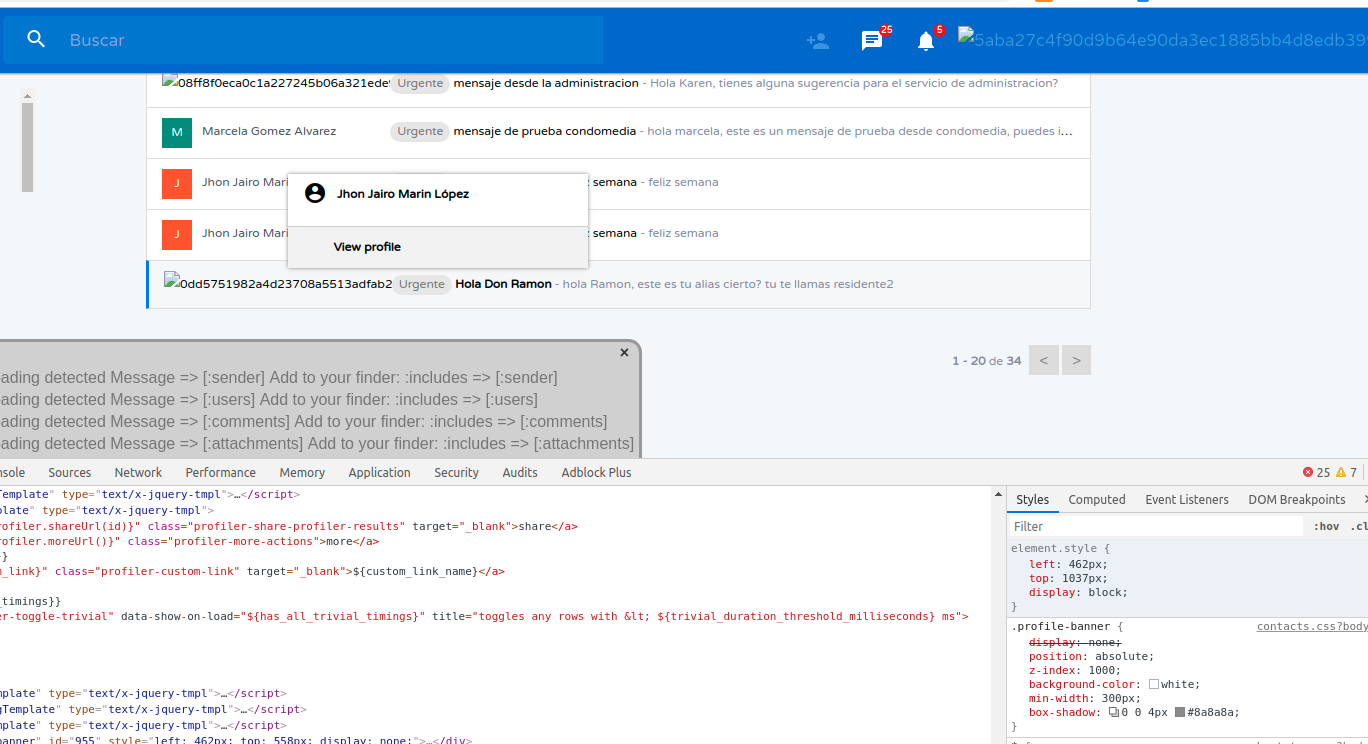 Buscar 25 5 5aba27c4f90d9b64e90da3ec1885bb4d8edb39
08ff8f0eca0c1a227245b06a321ede Urgente mensaje desde la administracion - Hola Karen, tienes alguna sugerencia para el servicio de administracion?
M Marcela Gomez Alvarez Urgente mensaje de prueba condomedia - hola marcela, este es un mensaje de prueba desde condomedia, puedes i...
J Jhon Jairo Mari z semana - feliz semana
Jhon Jairo Marin López
J Jhon Jairo Mari z semana - feliz semana
View profile
0dd5751982a4d23708a5513adfab2 Urgente Hola Don Ramon - hola Ramon, este es tu alias cierto? tu te llamas residente2
1 - 20 de 34 < >
×
ading detected Message => [:sender] Add to your finder: :includes => [:sender]
ading detected Message => [:users] Add to your finder: :includes => [:users]
ading detected Message => [:comments] Add to your finder: :includes => [:comments]
ading detected Message => [:attachments] Add to your finder: :includes => [:attachments]
nsole Sources Network Performance Memory Application Security Audits Adblock Plus 25 7
Template" type="text/x-jquery-tmpl">…</script>
plate" type="text/x-jquery-tmpl">
rofiler.shareUrl(id)}" class="profiler-share-profiler-results" target="_blank">share</a>
rofiler.moreUrl()}" class="profiler-more-actions">more</a>
}
m_link}" class="profiler-custom-link" target="_blank">${custom_link_name}</a>
_timings}}
er-toggle-trivial" data-show-on-load="${has_all_trivial_timings}" title="toggles any rows with &lt; ${trivial_duration_threshold_milliseconds} ms">
mplate" type="text/x-jquery-tmpl">…</script>
gTemplate" type="text/x-jquery-tmpl">…</script>
mplate" type="text/x-jquery-tmpl">…</script>
anner" id="955" style="left: 462px; top: 558px; display: none;">…</div>
Styles Computed Event Listeners DOM Breakpoints
Filter :hov .cl
element.style {
left: 462px;
top: 1037px;
display: block;
}
.profile-banner { contacts.css?body
display: none;
position: absolute;
z-index: 1000;
background-color: white;
min-width: 300px;
box-shadow: 0 0 4px #8a8a8a;
}